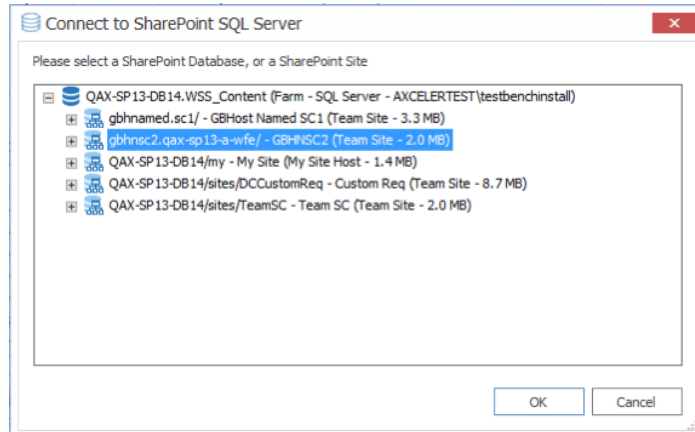 Connect to SharePoint SQL Server
Please select a SharePoint Database, or a SharePoint Site
QAX-SP13-DB14.WSS_Content (Farm - SQL Server - AXCELERTEST\testbenchinstall)
gbhnamed.sc1/ - GBHost Named SC1 (Team Site - 3.3 MB)
gbhnsc2.qax-sp13-a-wfe/ - GBHNSC2 (Team Site - 2.0 MB)
QAX-SP13-DB14/my - My Site (My Site Host - 1.4 MB)
QAX-SP13-DB14/sites/DCCustomReq - Custom Req (Team Site - 8.7 MB)
QAX-SP13-DB14/sites/TeamSC - Team SC (Team Site - 2.0 MB)
OK Cancel